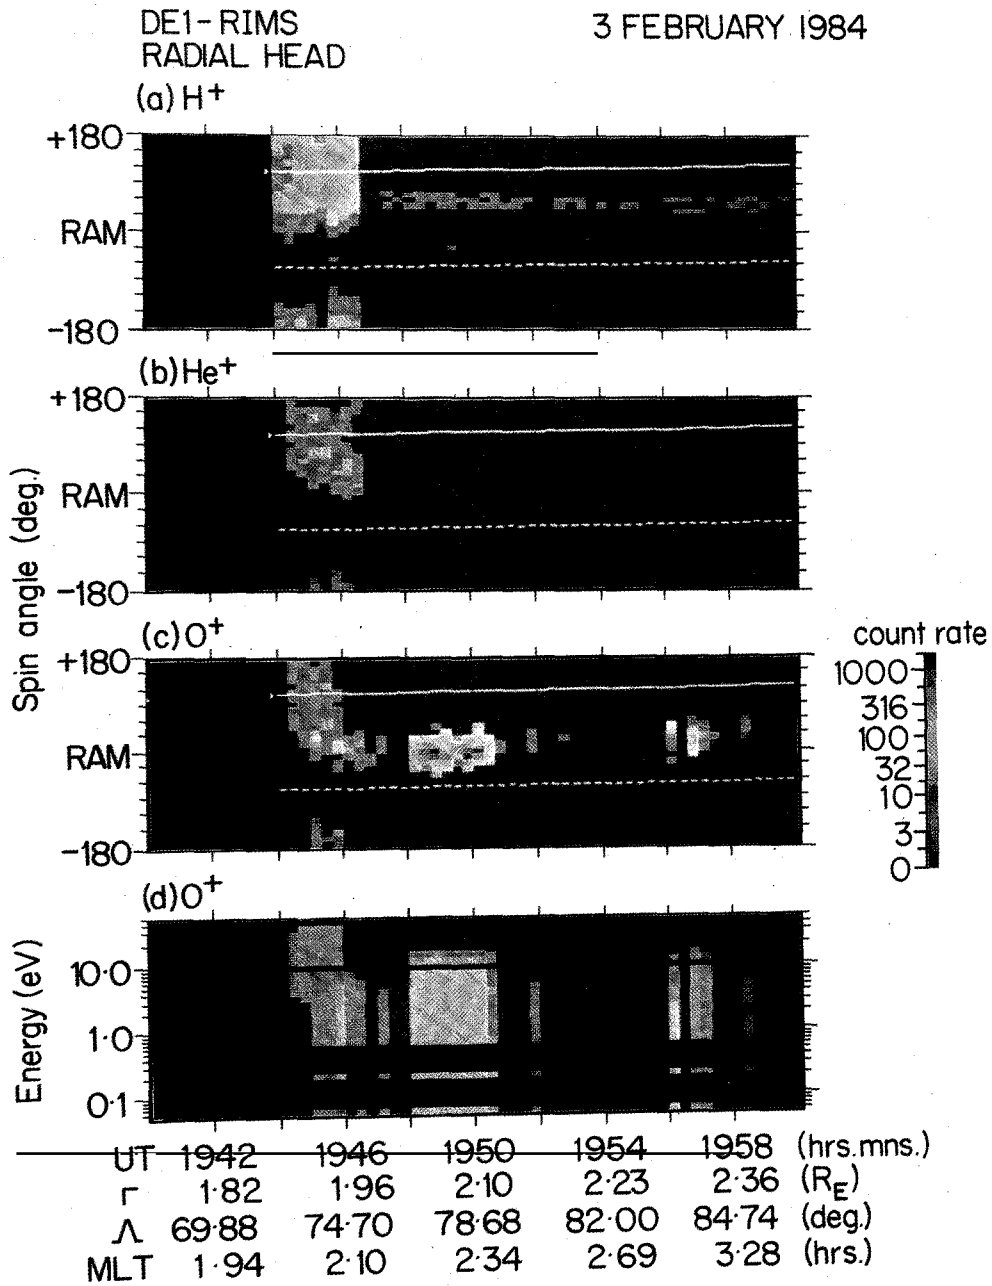 DE1-RIMS 3 FEBRUARY 1984
RADIAL HEAD
(a) H+
+180
RAM
-180
(b) He+
+180
RAM
-180
Spin angle (deg.)
(c) O+
+180
RAM
-180
count rate
1000
316
100
32
10
3
0
(d) O+
Energy (eV)
10·0
1·0
0·1
UT 1942 1946 1950 1954 1958 (hrs.mns.)
r 1·82 1·96 2·10 2·23 2·36 (RE)
Λ 69·88 74·70 78·68 82·00 84·74 (deg.)
MLT 1·94 2·10 2·34 2·69 3·28 (hrs.)